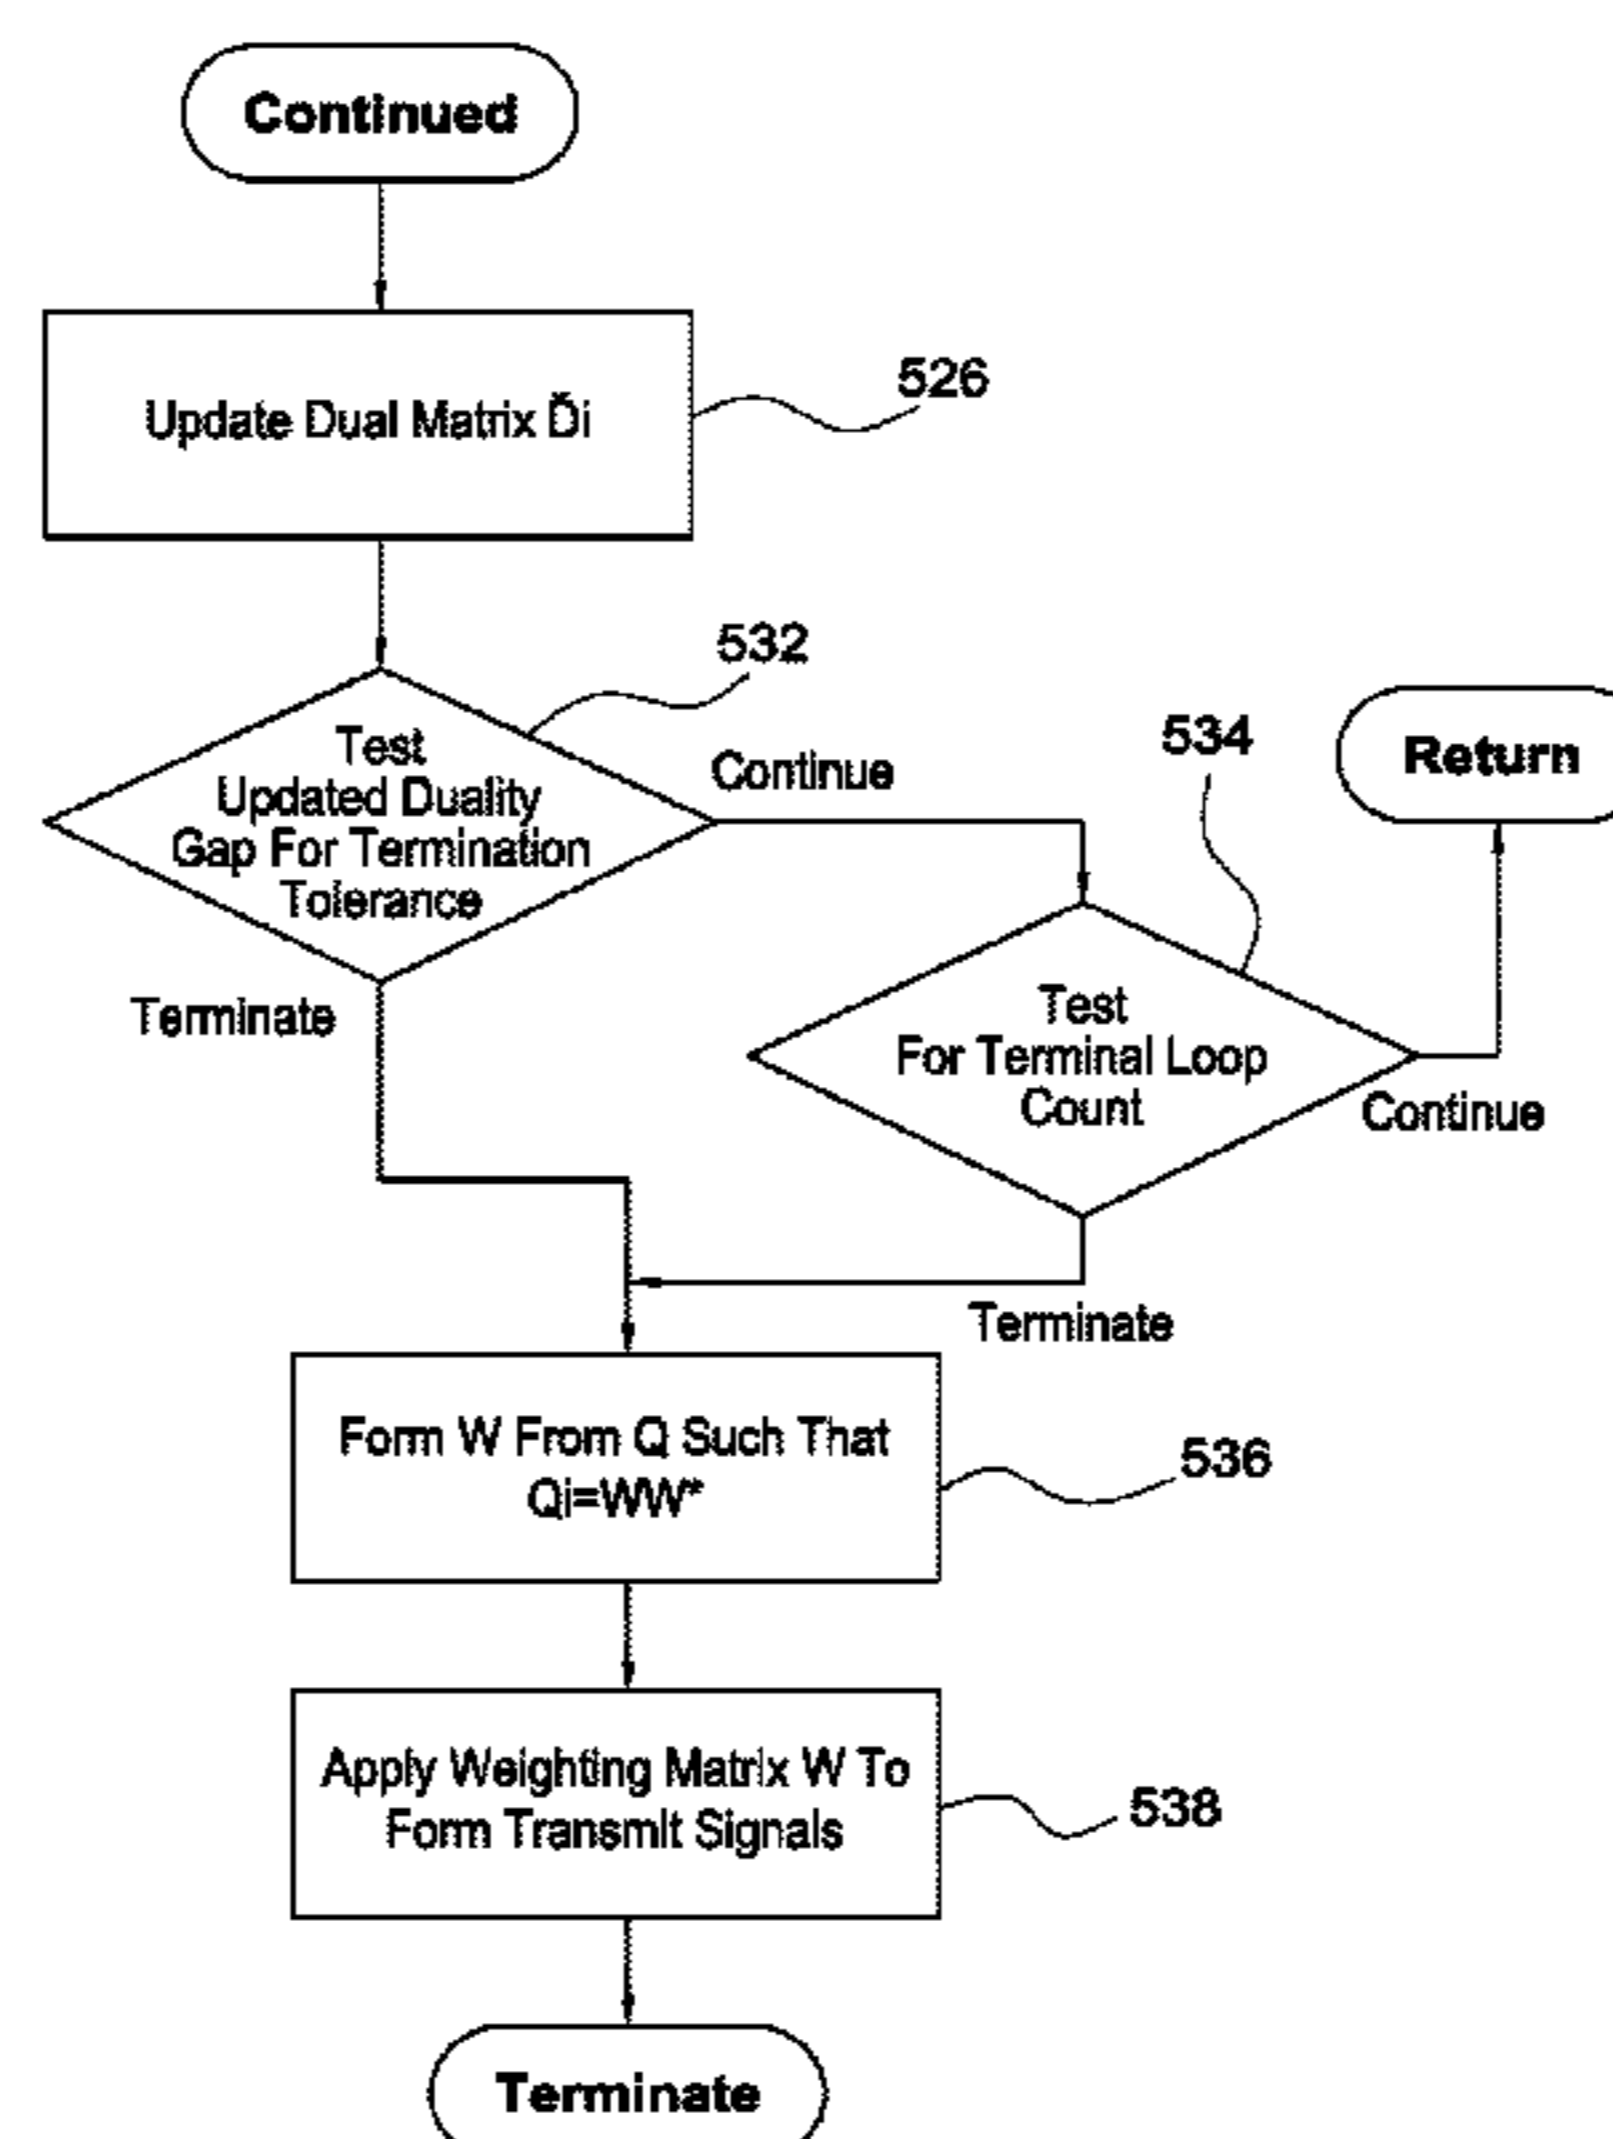 Continued
Update Dual Matrix Ďi
526
532
Test
Updated Duality
Gap For Termination
Tolerance
Continue
534
Return
Terminate
Test
For Terminal Loop
Count
Continue
Terminate
Form W From Q Such That
Qi=WW*
536
Apply Weighting Matrix W To
Form Transmit Signals
538
Terminate